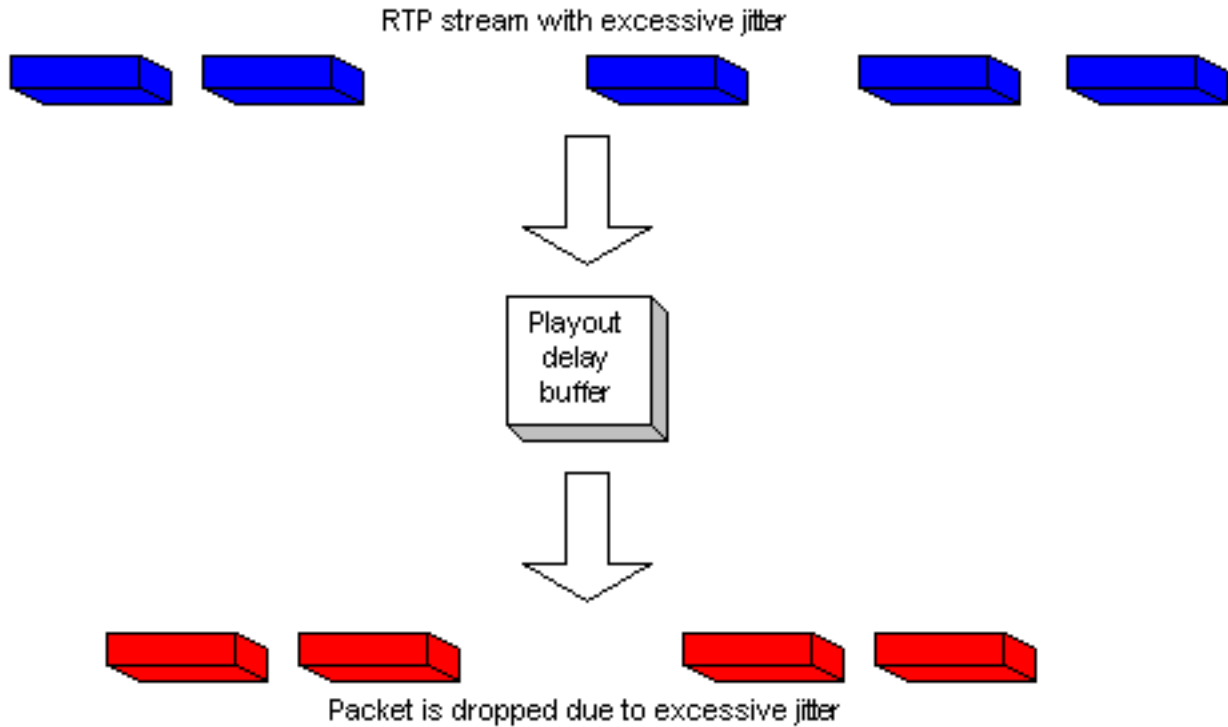 RTP stream with excessive jitter
Playout
delay
buffer
Packet is dropped due to excessive jitter